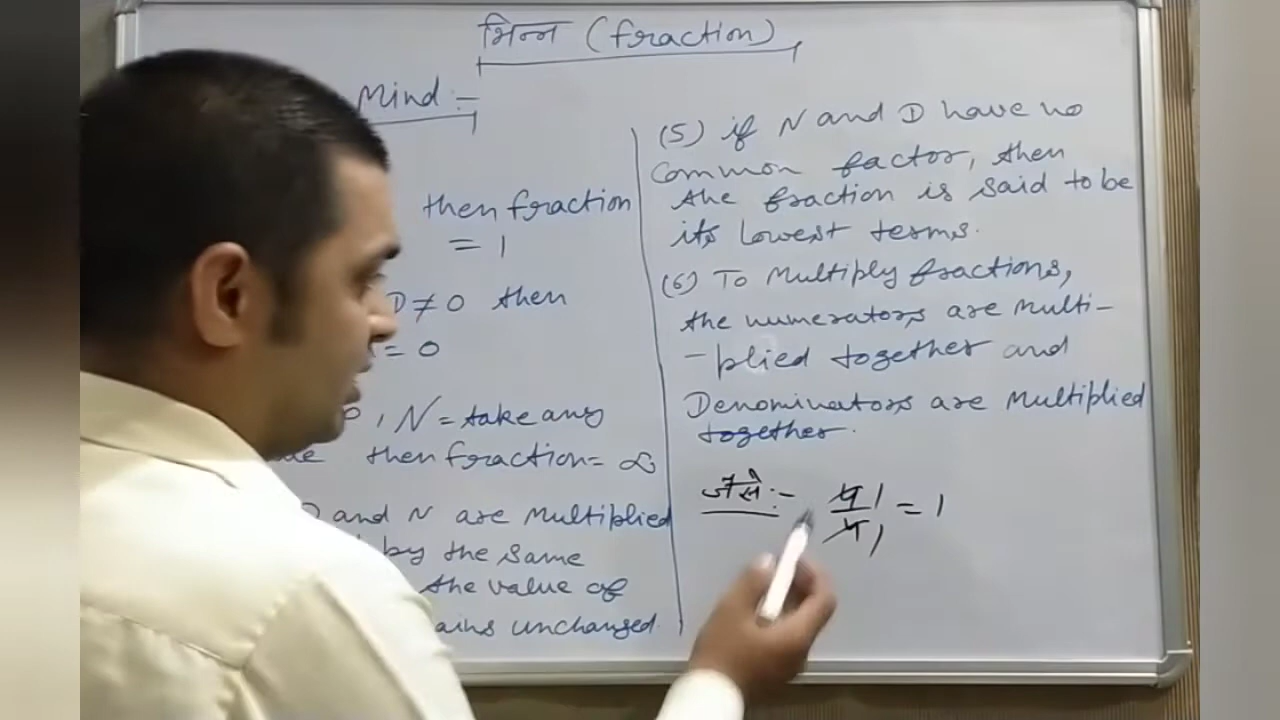 भिन्न (fraction)
Mind :-
then fraction
= 1
D ≠ 0 then
= 0
, N = take any
then fraction = ∞
D and N are multiplied
by the same
the value of
unchanged.
(5) if N and D have no
Common factor, then
the fraction is said to be
its lowest terms.
(6) To Multiply fractions,
the numerators are multi-
-plied together and
Denominators are multiplied
together.
जैसे :- 4/4 1/1 = 1